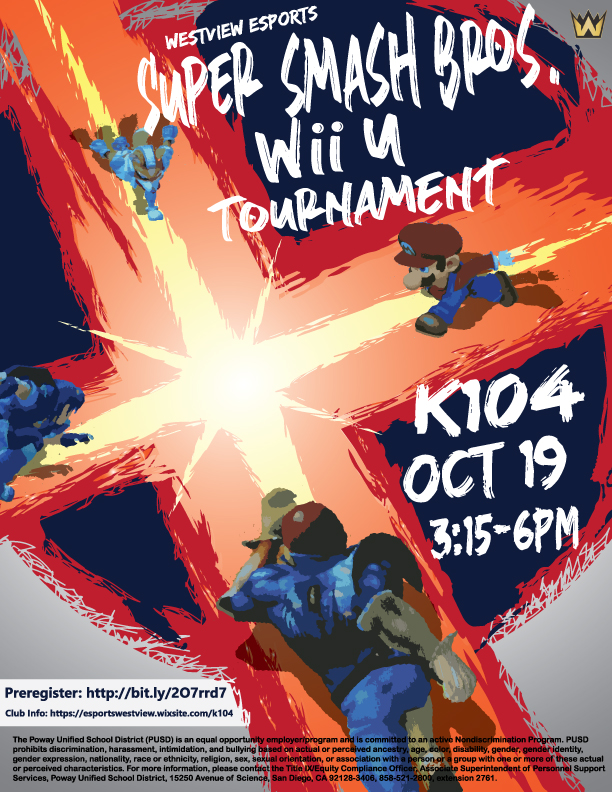 WESTVIEW ESPORTS
SUPER SMASH BROS.
Wii U
TOURNAMENT
K104
OCT 19
3:15-6PM
Preregister: http://bit.ly/2O7rrd7
Club Info: https://esportswestview.wixsite.com/k104
The Poway Unified School District (PUSD) is an equal opportunity employer/program and is committed to an active Nondiscrimination Program. PUSD
prohibits discrimination, harassment, intimidation, and bullying based on actual or perceived ancestry, age, color, disability, gender, gender identity,
gender expression, nationality, race or ethnicity, religion, sex, sexual orientation, or association with a person or a group with one or more of these actual
or perceived characteristics. For more information, please contact the Title IX/Equity Compliance Officer, Associate Superintendent of Personnel Support
Services, Poway Unified School District, 15250 Avenue of Science, San Diego, CA 92128-3406, 858-521-2800, extension 2761.
W
M